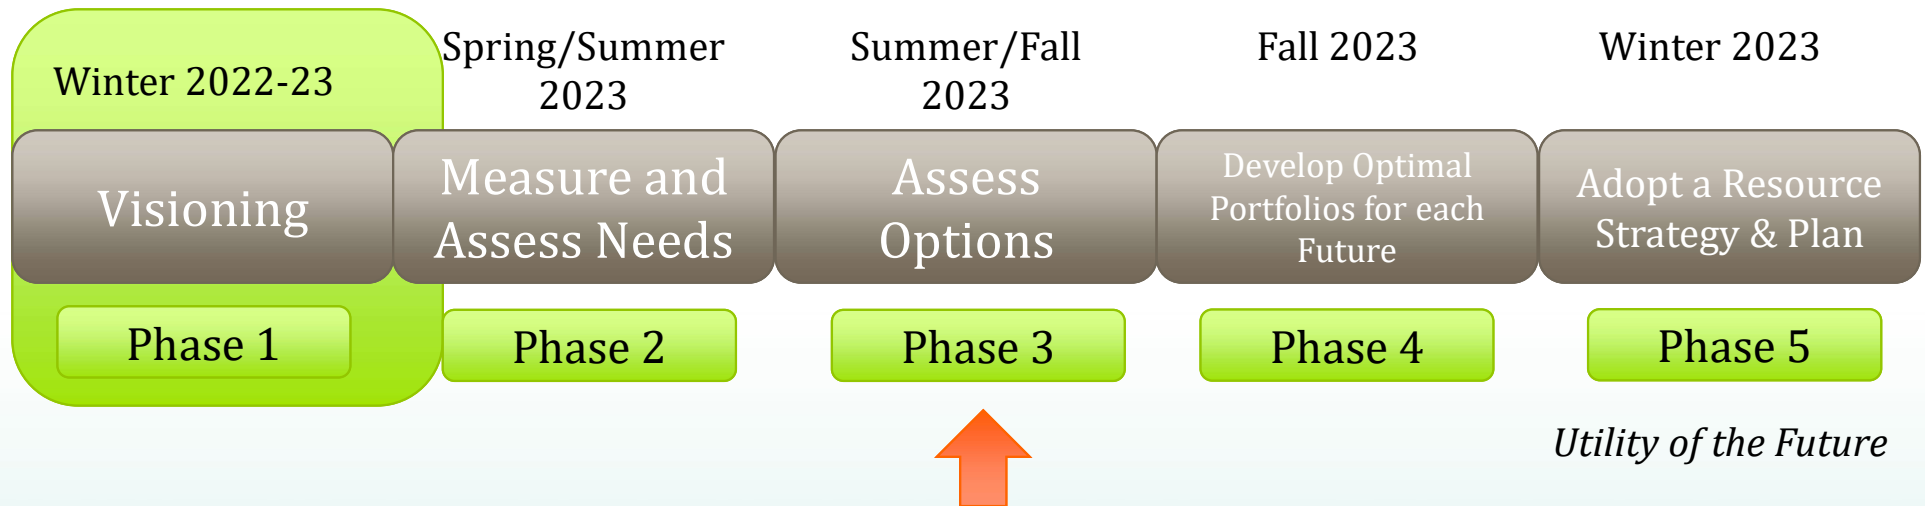 Winter 2022-23
Spring/Summer
2023
Summer/Fall
2023
Fall 2023
Winter 2023
Visioning
Measure and
Assess Needs
Assess
Options
Develop Optimal
Portfolios for each
Future
Adopt a Resource
Strategy & Plan
Phase 1
Phase 2
Phase 3
Phase 4
Phase 5
Utility of the Future